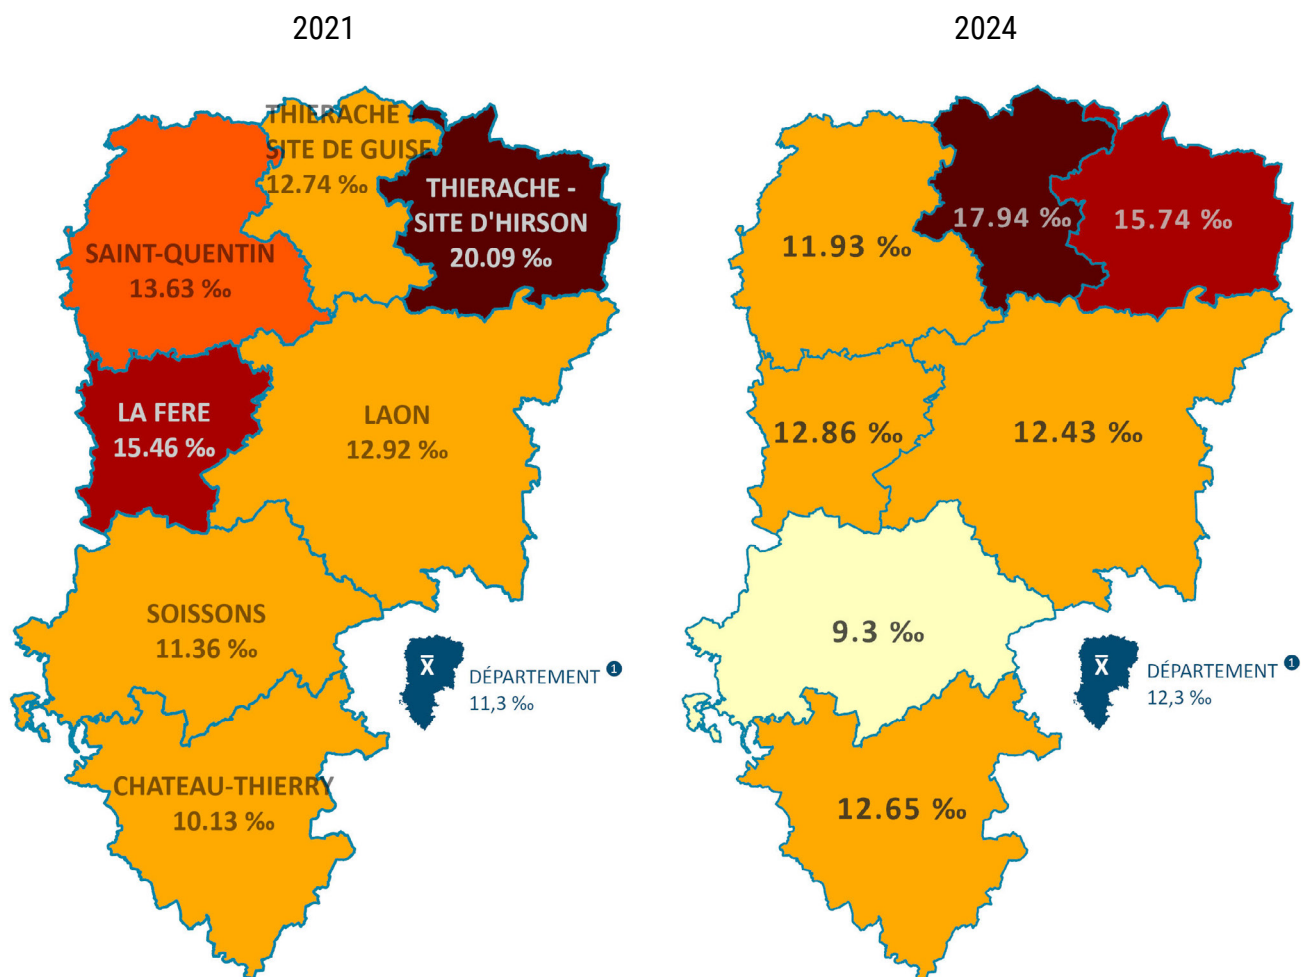 2021
THIERACHE -
SITE DE GUISE
12.74 ‰
THIERACHE -
SITE D'HIRSON
20.09 ‰
SAINT-QUENTIN
13.63 ‰
LA FERE
15.46 ‰
LAON
12.92 ‰
SOISSONS
11.36 ‰
X̅
DÉPARTEMENT ❶
11,3 ‰
CHATEAU-THIERRY
10.13 ‰
2024
17.94 ‰
15.74 ‰
11.93 ‰
12.86 ‰
12.43 ‰
9.3 ‰
X̅
DÉPARTEMENT ❶
12,3 ‰
12.65 ‰